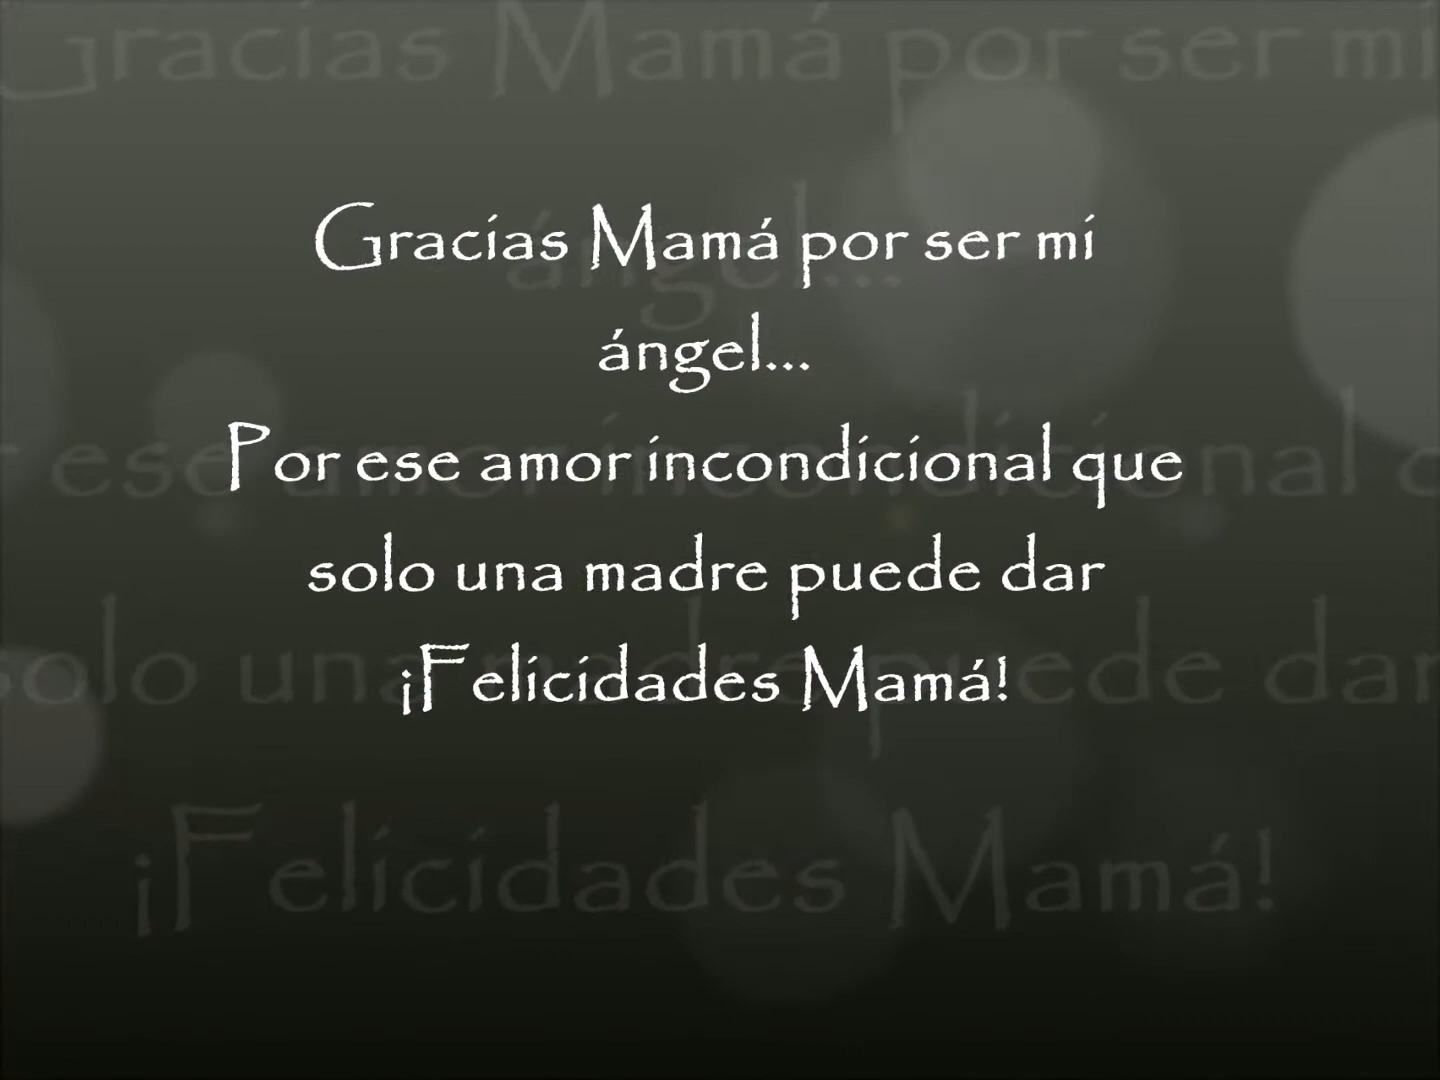 Gracias Mamá por ser mi
ángel...
Por ese amor incondicional que
solo una madre puede dar
¡Felicidades Mamá!